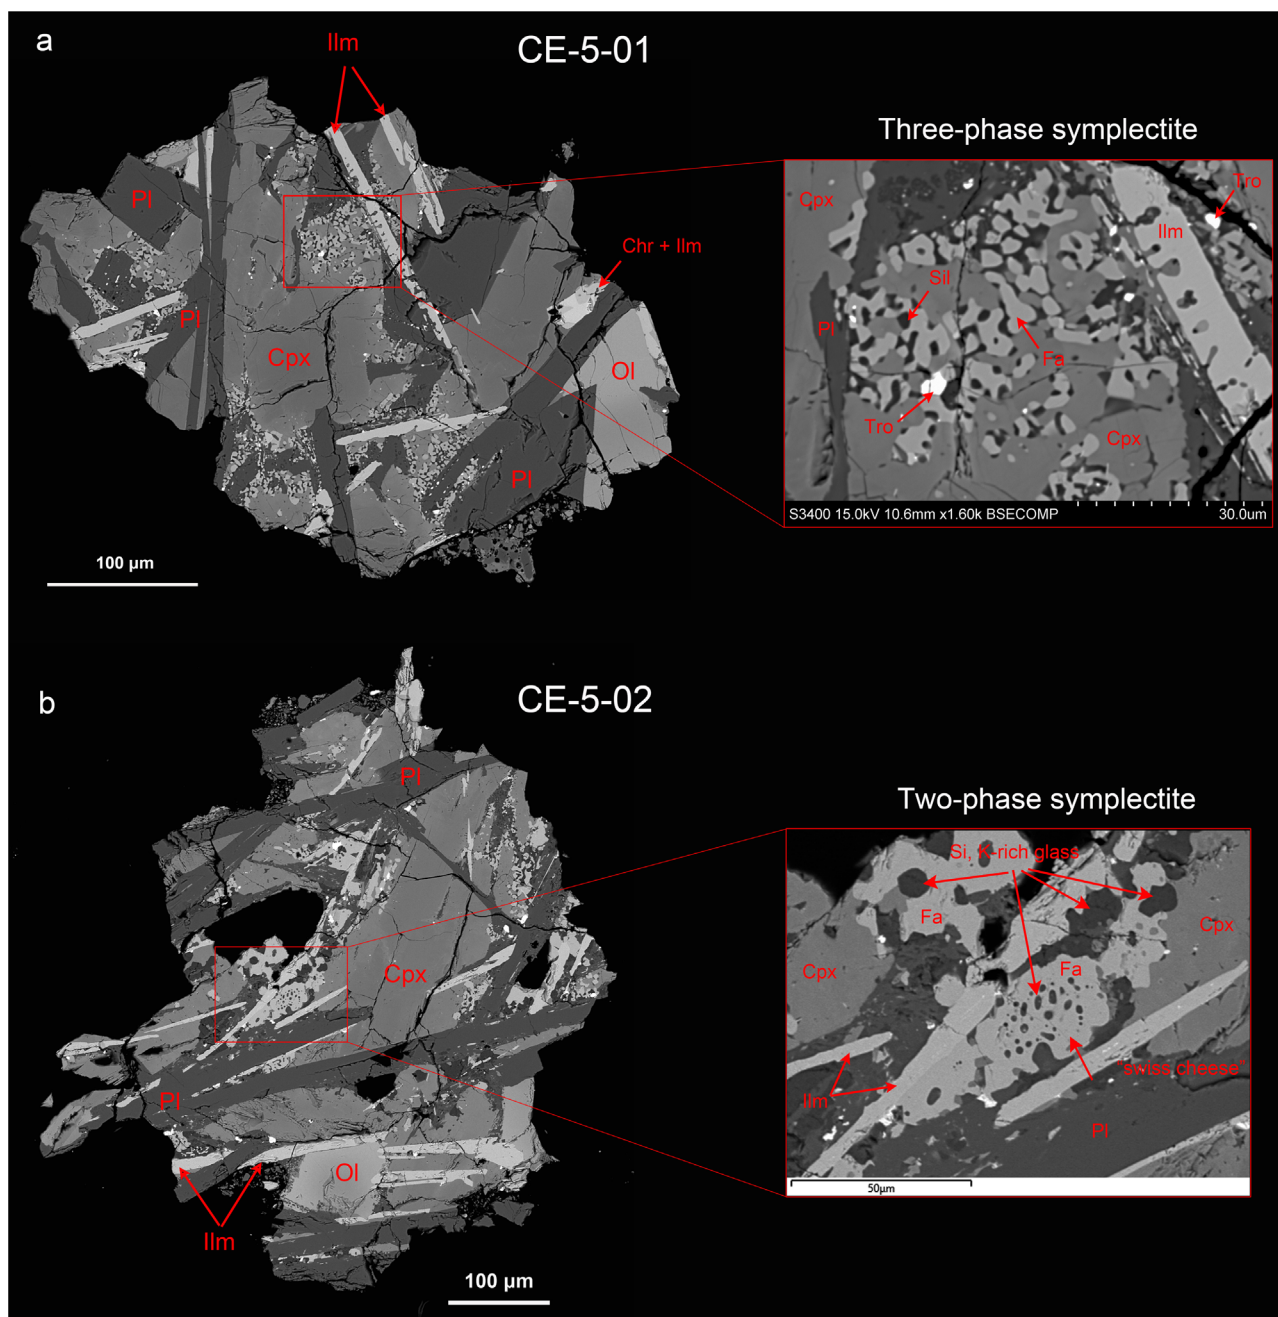 a
Ilm
CE-5-01
Three-phase symplectite
Pl
Chr + Ilm
Pl
Cpx
Ol
Pl
100 µm
Cpx
Tro
Ilm
Sil
Pl
Fa
Tro
Cpx
S3400 15.0kV 10.6mm x1.60k BSECOMP
30.0um
b
CE-5-02
Two-phase symplectite
Pl
Cpx
Pl
Ol
Ilm
100 µm
Si, K-rich glass
Fa
Cpx
Fa
Cpx
"swiss cheese"
Ilm
Pl
50µm